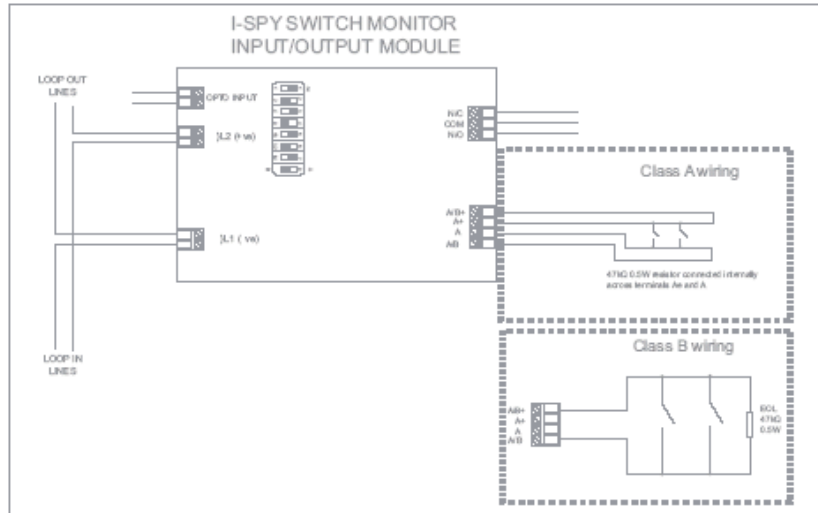 I-SPY SWITCH MONITOR
INPUT/OUTPUT MODULE
LOOP OUT
LINES
OPTO INPUT
L2 (+ve)
L1 (-ve)
LOOP IN
LINES
N/C
COM
N/O
A/B+
A+
A
A/B
Class A wiring
47kΩ 0.5W resistor connected internally
across terminals A+ and A
Class B wiring
A/B+
A+
A
A/B
EOL
47kΩ
0.5W